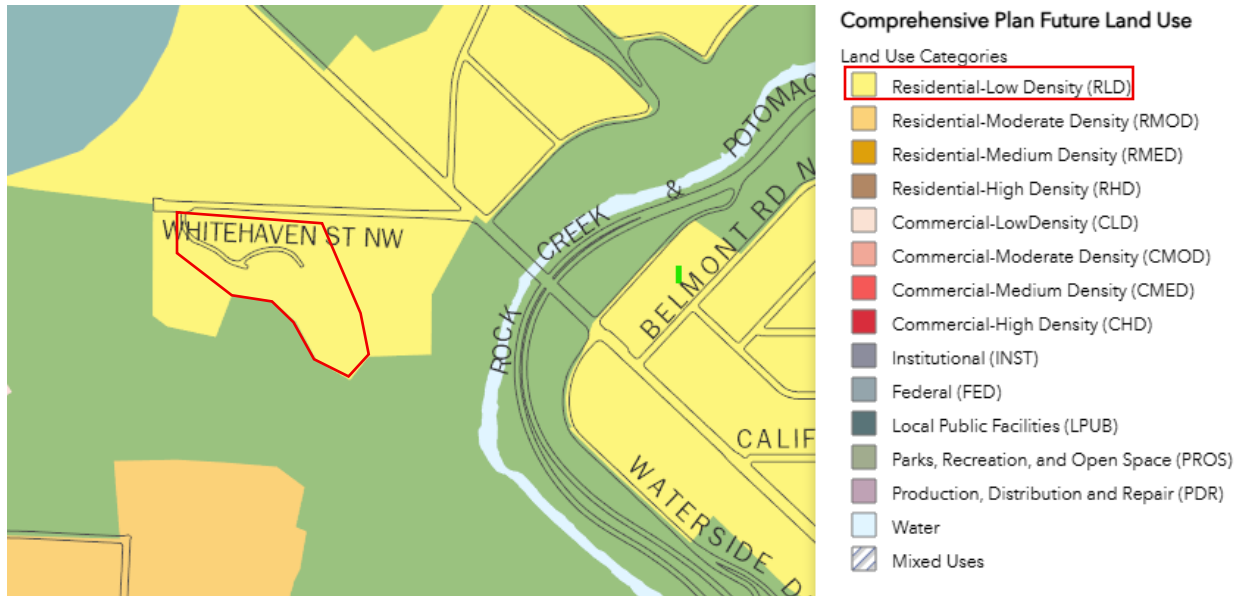 Comprehensive Plan Future Land Use
Land Use Categories
Residential-Low Density (RLD)
Residential-Moderate Density (RMOD)
Residential-Medium Density (RMED)
Residential-High Density (RHD)
Commercial-LowDensity (CLD)
Commercial-Moderate Density (CMOD)
Commercial-Medium Density (CMED)
Commercial-High Density (CHD)
Institutional (INST)
Federal (FED)
Local Public Facilities (LPUB)
Parks, Recreation, and Open Space (PROS)
Production, Distribution and Repair (PDR)
Water
Mixed Uses
WHITEHAVEN ST NW
ROCK CREEK & POTOMAC
BELMONT RD N
CALIF
WATERSIDE D